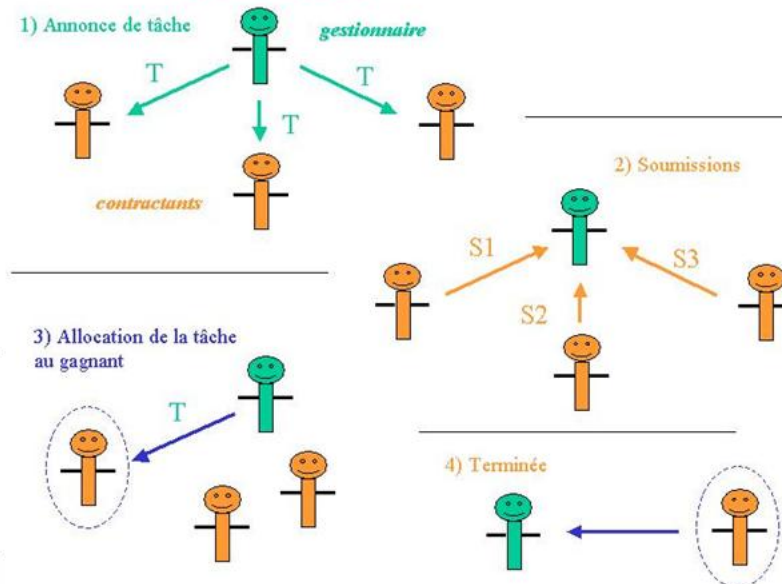 1) Annonce de tâche
gestionnaire
T
T
T
contractants
2) Soumissions
S1
S2
S3
3) Allocation de la tâche
au gagnant
T
4) Terminée